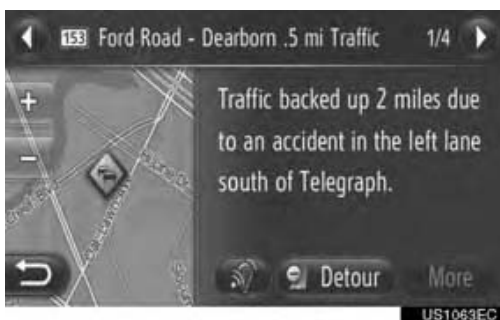 153 Ford Road - Dearborn .5 mi Traffic 1/4
+
Traffic backed up 2 miles due
to an accident in the left lane
-
south of Telegraph.
Detour More
US1063EC